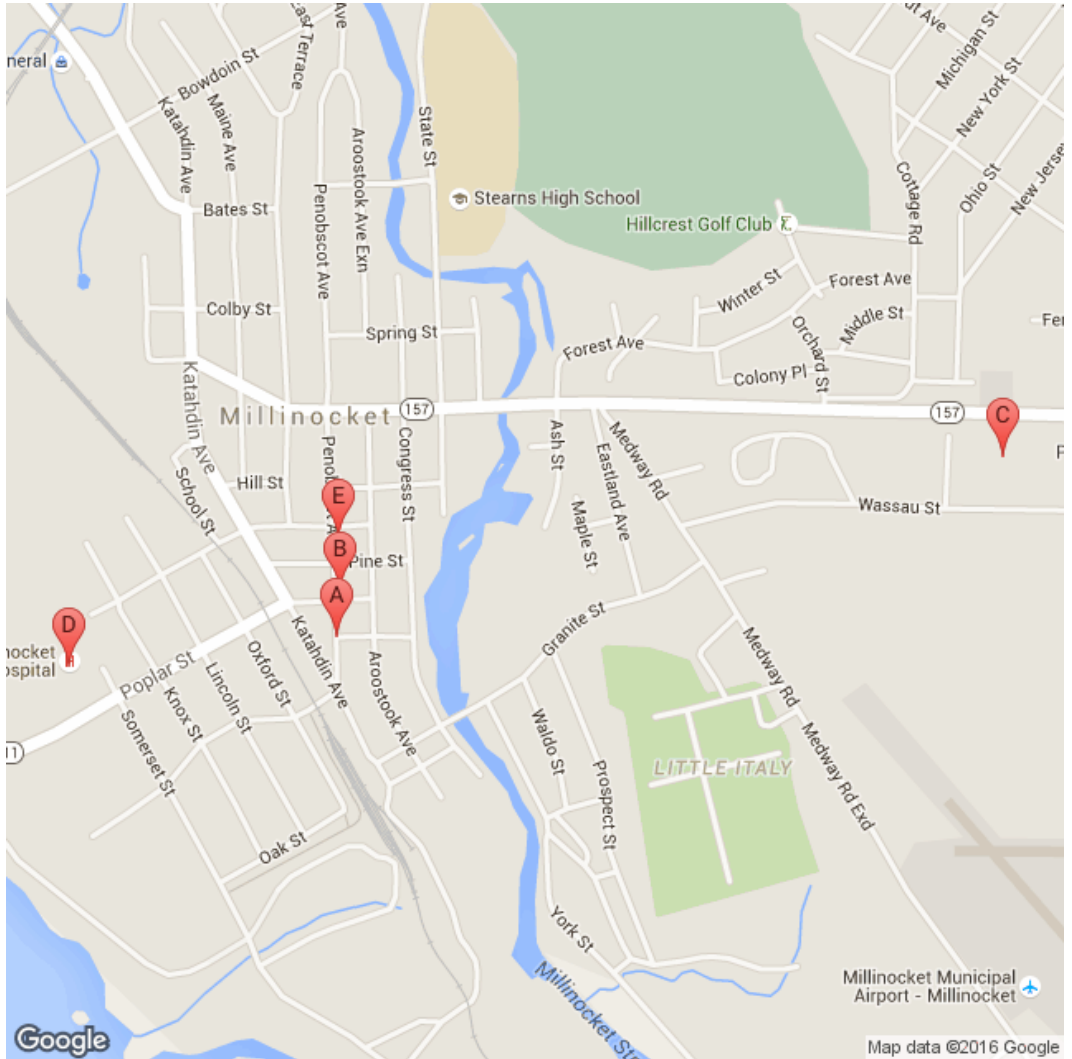 neral
Bowdoin St
East Terrace
Ave
Ave
Katahdin Ave
Maine Ave
Bates St
Penobscot Ave
Aroostook Ave Exn
State St
Stearns High School
Hillcrest Golf Club
Michigan St
New York St
Ohio St
New Jersey
Cottage Rd
Colby St
Spring St
Winter St
Forest Ave
Middle St
Orchard St
Forest Ave
Colony Pl
Fer
Katahdin Ave
Millinocket
157
157
C
School St
Hill St
Congress St
Ash St
Eastland Ave
Medway Rd
Maple St
Wassau St
E
B
Pine St
A
D
nocket
ospital
Poplar St
Katahdin Ave
Oxford St
Lincoln St
Knox St
Somerset St
Aroostook Ave
Granite St
Medway Rd
Waldo St
Prospect St
LITTLE ITALY
Medway Rd Exd
11
Oak St
York St
Millinocket
Millinocket Municipal
Airport - Millinocket
Google
Map data ©2016 Google